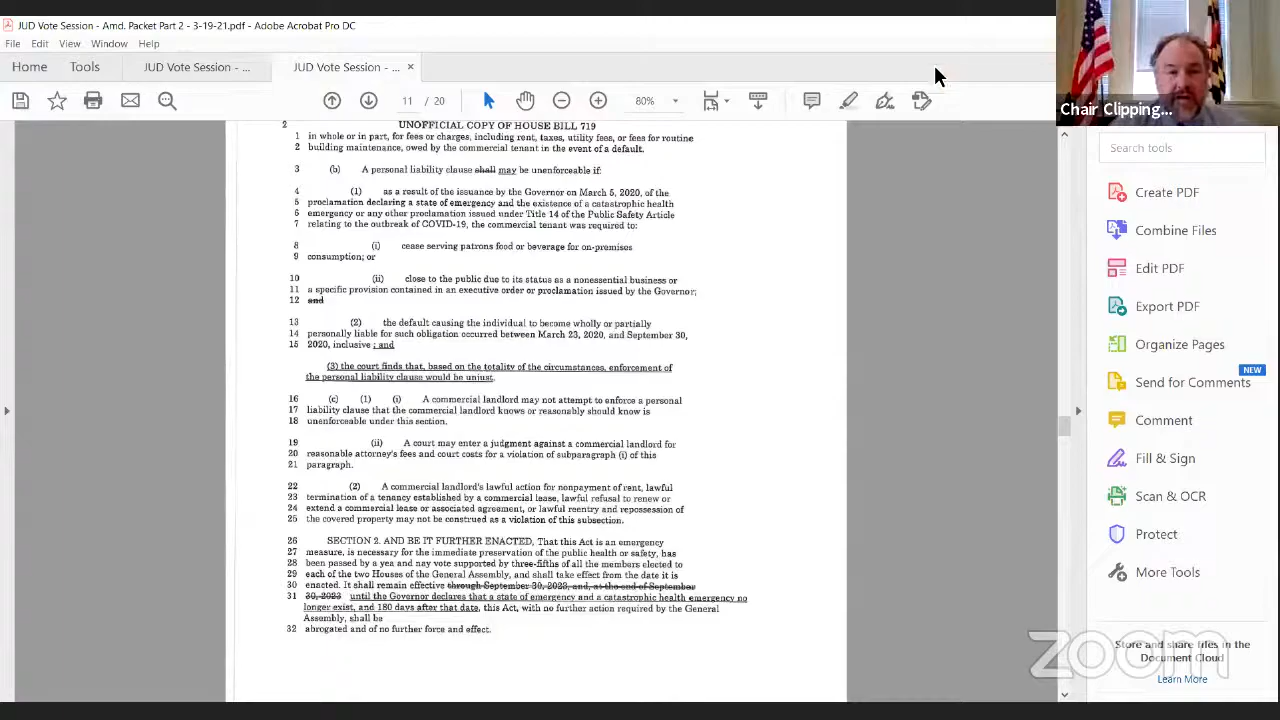 JUD Vote Session - Amd. Packet Part 2 - 3-19-21.pdf - Adobe Acrobat Pro DC
File Edit View Window Help
Home Tools JUD Vote Session - ... JUD Vote Session - ... ×
11 / 20 80%
Chair Clipping...
2 UNOFFICIAL COPY OF HOUSE BILL 719
1 in whole or in part, for fees or charges, including rent, taxes, utility fees, or fees for routine
2 building maintenance, owed by the commercial tenant in the event of a default.
3 (b) A personal liability clause shall may be unenforceable if:
4 (1) as a result of the issuance by the Governor on March 5, 2020, of the
5 proclamation declaring a state of emergency and the existence of a catastrophic health
6 emergency or any other proclamation issued under Title 14 of the Public Safety Article
7 relating to the outbreak of COVID-19, the commercial tenant was required to:
8 (i) cease serving patrons food or beverage for on-premises
9 consumption; or
10 (ii) close to the public due to its status as a nonessential business or
11 a specific provision contained in an executive order or proclamation issued by the Governor;
12 and
13 (2) the default causing the individual to become wholly or partially
14 personally liable for such obligation occurred between March 23, 2020, and September 30,
15 2020, inclusive ; and
(3) the court finds that, based on the totality of the circumstances, enforcement of
the personal liability clause would be unjust.
16 (c) (1) (i) A commercial landlord may not attempt to enforce a personal
17 liability clause that the commercial landlord knows or reasonably should know is
18 unenforceable under this section.
19 (ii) A court may enter a judgment against a commercial landlord for
20 reasonable attorney's fees and court costs for a violation of subparagraph (i) of this
21 paragraph.
22 (2) A commercial landlord's lawful action for nonpayment of rent, lawful
23 termination of a tenancy established by a commercial lease, lawful refusal to renew or
24 extend a commercial lease or associated agreement, or lawful reentry and repossession of
25 the covered property may not be construed as a violation of this subsection.
26 SECTION 2. AND BE IT FURTHER ENACTED, That this Act is an emergency
27 measure, is necessary for the immediate preservation of the public health or safety, has
28 been passed by a yea and nay vote supported by three-fifths of all the members elected to
29 each of the two Houses of the General Assembly, and shall take effect from the date it is
30 enacted. It shall remain effective through September 30, 2023, and, at the end of September
31 30, 2023 until the Governor declares that a state of emergency and a catastrophic health emergency no
longer exist, and 180 days after that date, this Act, with no further action required by the General
Assembly, shall be
32 abrogated and of no further force and effect.
Search tools
Create PDF
Combine Files
Edit PDF
Export PDF
Organize Pages
NEW
Send for Comments
Comment
Fill & Sign
Scan & OCR
Protect
More Tools
Store and share files in the
Document Cloud
Learn More
zoom